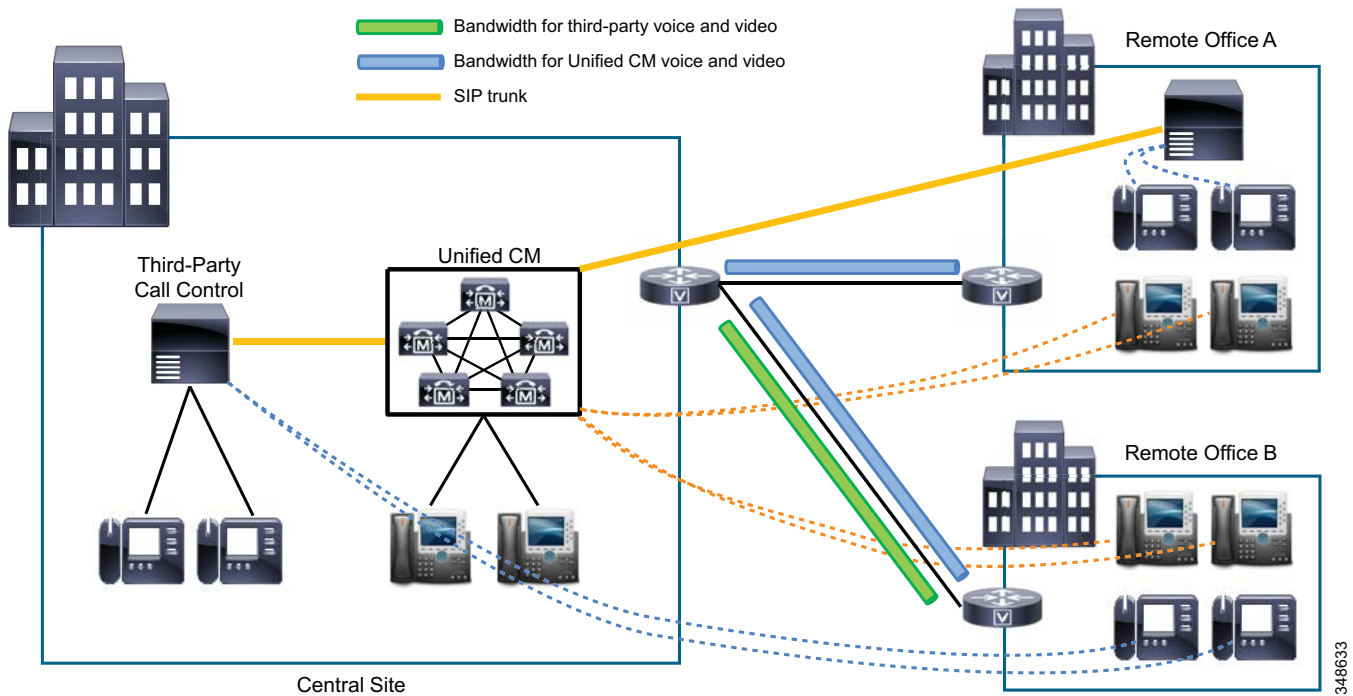 Bandwidth for third-party voice and video
Bandwidth for Unified CM voice and video
SIP trunk
Remote Office A
Third-Party
Call Control
Unified CM
M
M
M
M
M
V
V
Remote Office B
V
Central Site
348633